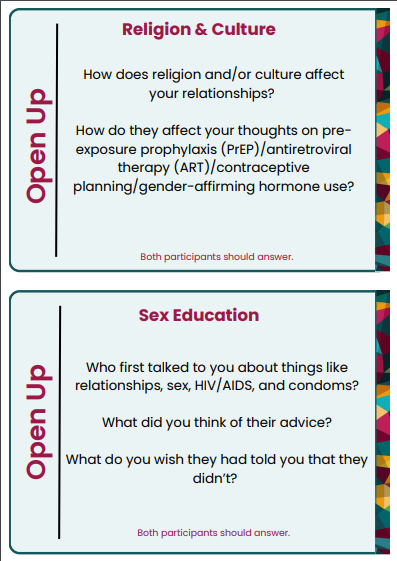 Religion & Culture
Open Up
How does religion and/or culture affect
your relationships?
How do they affect your thoughts on pre-
exposure prophylaxis (PrEP)/antiretroviral
therapy (ART)/contraceptive
planning/gender-affirming hormone use?
Both participants should answer.
Sex Education
Open Up
Who first talked to you about things like
relationships, sex, HIV/AIDS, and condoms?
What did you think of their advice?
What do you wish they had told you that they
didn't?
Both participants should answer.